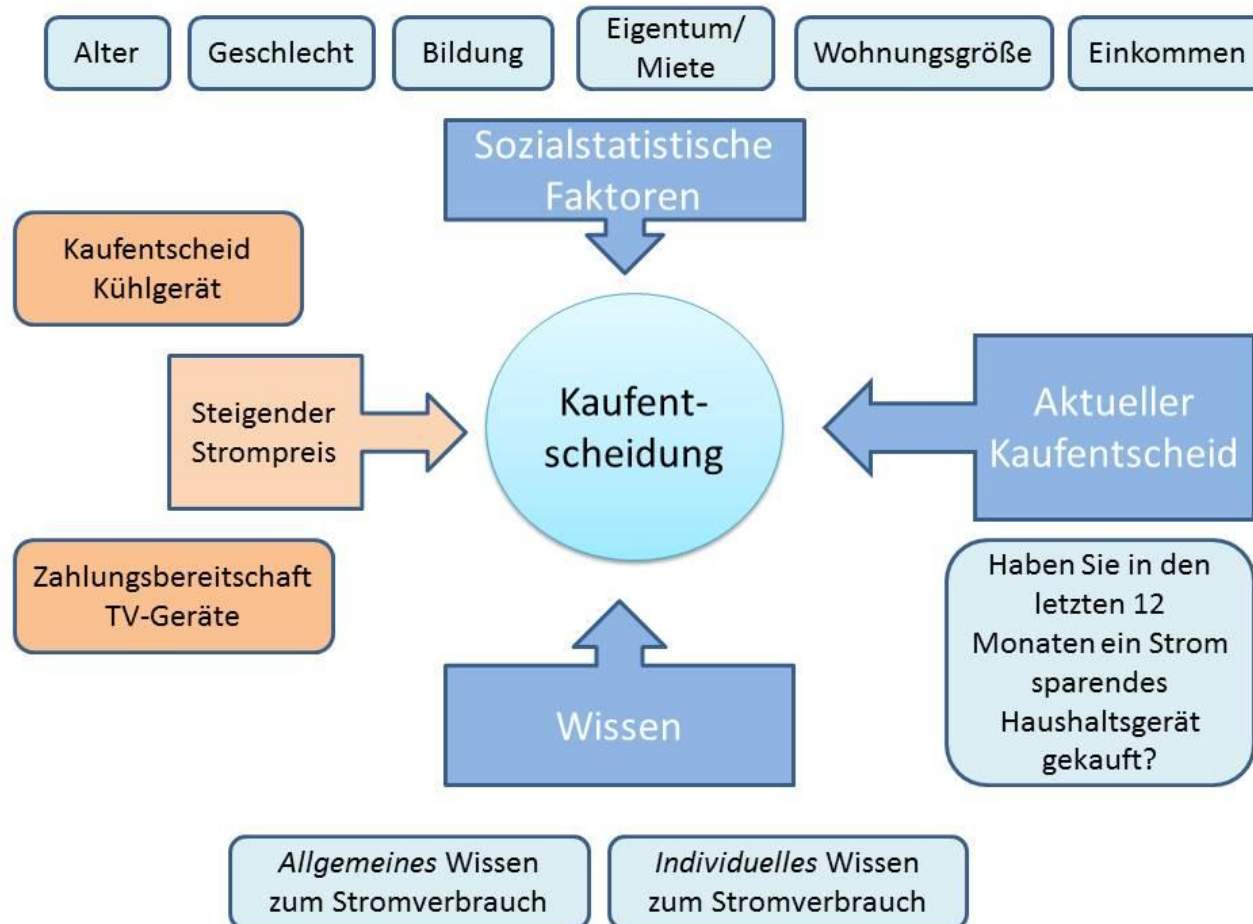 Alter
Geschlecht
Bildung
Eigentum/
Miete
Wohnungsgröße
Einkommen
Sozialstatistische
Faktoren
Kaufentscheid
Kühlgerät
Steigender
Strompreis
Kaufent-
scheidung
Aktueller
Kaufentscheid
Zahlungsbereitschaft
TV-Geräte
Haben Sie in den
letzten 12
Monaten ein Strom
sparendes
Haushaltsgerät
gekauft?
Wissen
Allgemeines Wissen
zum Stromverbrauch
Individuelles Wissen
zum Stromverbrauch